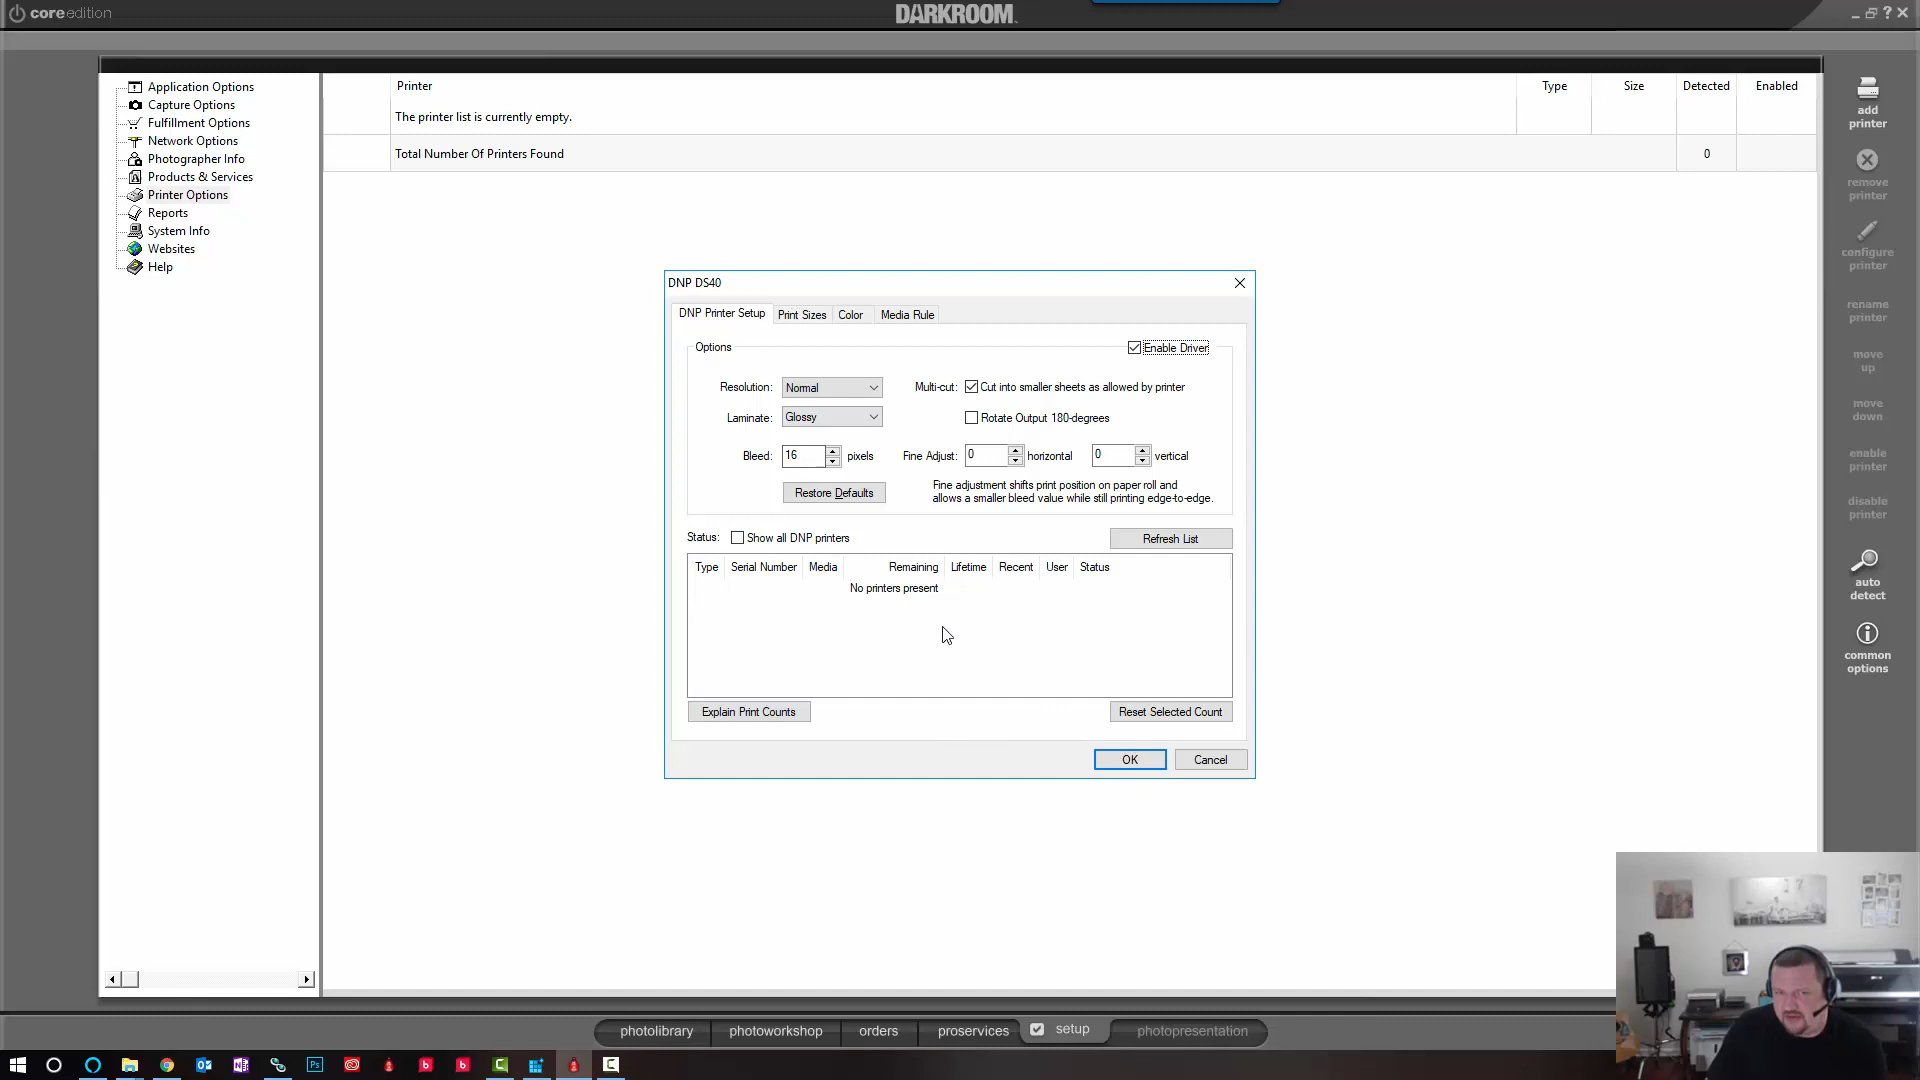 coreedition
DARKROOM
Application Options
Capture Options
Fulfillment Options
Network Options
Photographer Info
Products & Services
Printer Options
Reports
System Info
Websites
Help
Printer Type Size Detected Enabled
The printer list is currently empty.
Total Number Of Printers Found 0
add
printer
remove
printer
configure
printer
rename
printer
move
up
move
down
enable
printer
disable
printer
auto
detect
common
options
DNP DS40
DNP Printer Setup Print Sizes Color Media Rule
Options Enable Driver
Resolution: Normal Multi-cut: Cut into smaller sheets as allowed by printer
Laminate: Glossy Rotate Output 180-degrees
Bleed: 16 pixels Fine Adjust: 0 horizontal 0 vertical
Restore Defaults
Fine adjustment shifts print position on paper roll and
allows a smaller bleed value while still printing edge-to-edge.
Status: Show all DNP printers Refresh List
Type Serial Number Media Remaining Lifetime Recent User Status
No printers present
Explain Print Counts Reset Selected Count
OK Cancel
photolibrary photoworkshop orders proservices setup photopresentation